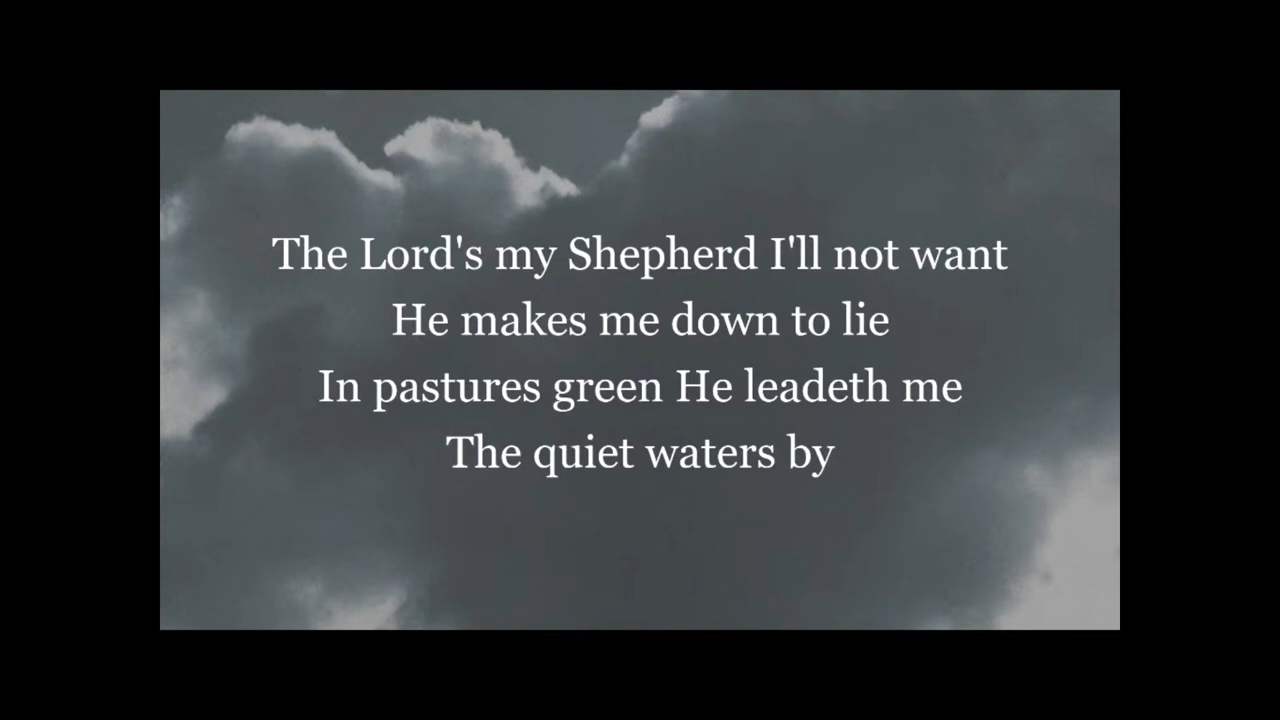 The Lord's my Shepherd I'll not want
He makes me down to lie
In pastures green He leadeth me
The quiet waters by